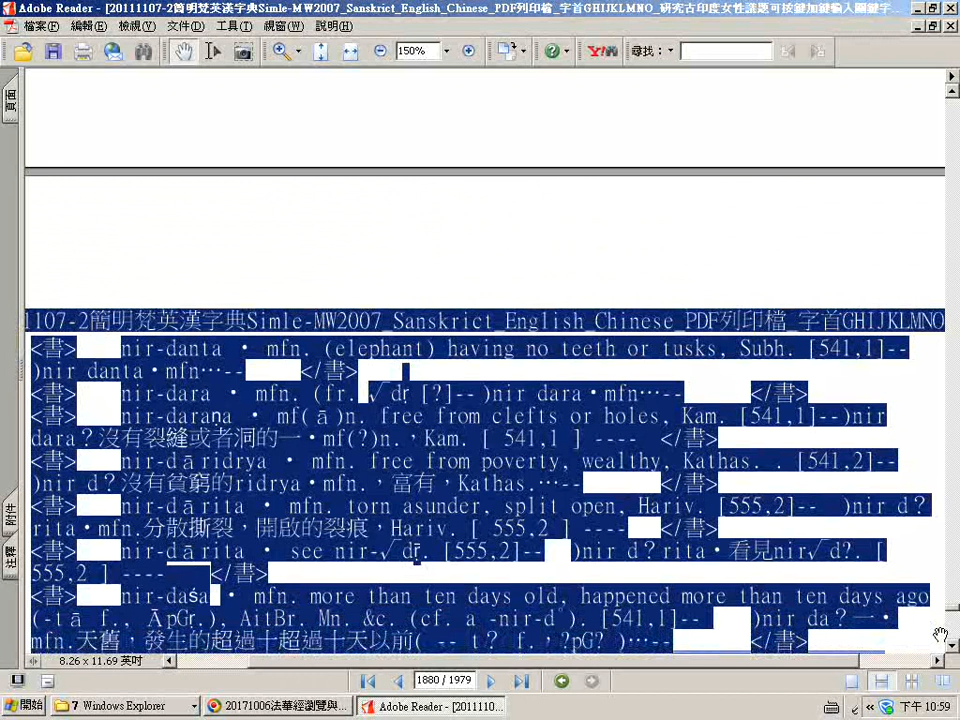 Adobe Reader - [20111107-2簡明梵英漢字典Simle-MW2007_Sanskrict_English_Chinese_PDF列印檔_字首GHIJKLMNO_研究古印度女性議題可按鍵加鍵輸入關鍵字...
檔案(F) 編輯(E) 檢視(V) 文件(D) 工具(T) 視窗(W) 說明(H)
150% Y! 尋找:
頁面
1107-2簡明梵英漢字典Simle-MW2007_Sanskrict_English_Chinese_PDF列印檔_字首GHIJKLMNO
<書> nir-danta · mfn. (elephant) having no teeth or tusks, Subh. [541,1]--
)nir danta·mfn…-- </書>
<書> nir-dara · mfn. (fr. √dṛ [?]-- )nir dara·mfn…-- </書>
<書> nir-daraṇa · mf(ā)n. free from clefts or holes, Kam. [541,1]--)nir
dara？沒有裂縫或者洞的一·mf(?)n.，Kam. [ 541,1 ] ---- </書>
<書> nir-dāridrya · mfn. free from poverty, wealthy, Kathas. . [541,2]--
)nir d？沒有貧窮的ridrya·mfn.，富有，Kathas.…-- </書>
<書> nir-dārita · mfn. torn asunder, split open, Hariv. [555,2]-- )nir d？
rita·mfn.分散撕裂，開啟的裂痕，Hariv. [ 555,2 ] ---- </書>
<書> nir-dārita · see nir-√dṝ. [555,2]-- )nir d？rita·看見nir√d?. [
555,2 ] ---- </書>
<書> nir-daśa · mfn. more than ten days old, happened more than ten days ago
(-tā f., ĀpGṛ.), AitBr. Mn. &c. (cf. a -nir-d°). [541,1]-- )nir da？一·
mfn.天舊，發生的超過十超過十天以前( -- t? f. , ?pG? )…-- </書>
附件
注釋
8.26 x 11.69 英吋
1880 / 1979
開始 7 Windows Explorer 20171006法華經瀏覽與... Adobe Reader - [2011110... 下午 10:59